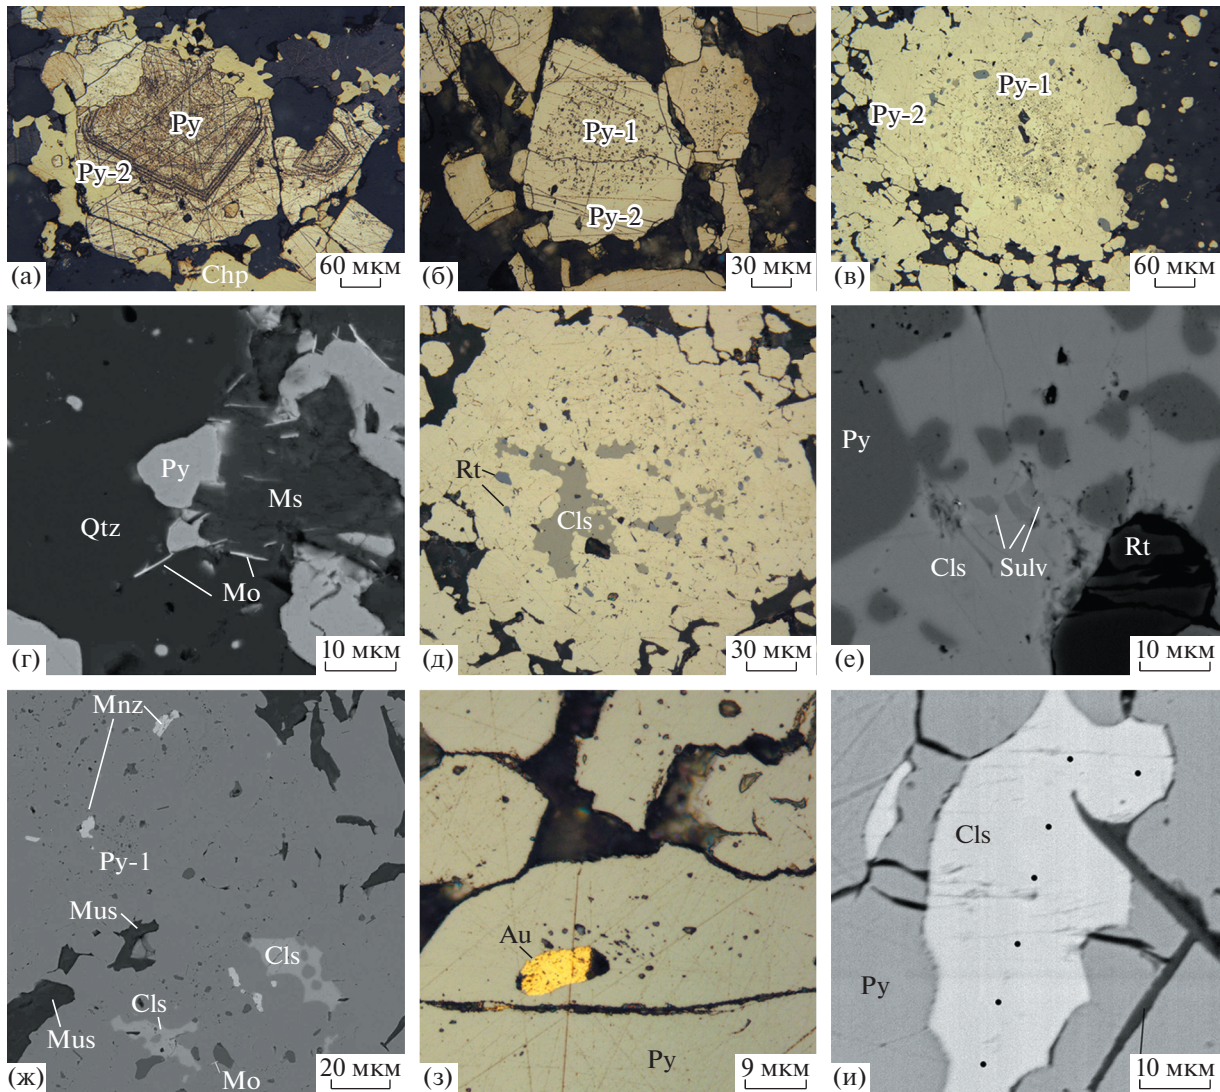 Py
Py-2
Chp
(а)
60 мкм
Py-1
Py-2
(б)
30 мкм
Py-1
Py-2
(в)
60 мкм
Py
Ms
Qtz
Mo
(г)
10 мкм
Rt
Cls
(д)
30 мкм
Py
Rt
Cls
Sulv
(е)
10 мкм
Mnz
Py-1
Mus
Cls
Cls
Mus
Mo
(ж)
20 мкм
Au
Py
(з)
9 мкм
Cls
Py
(и)
10 мкм